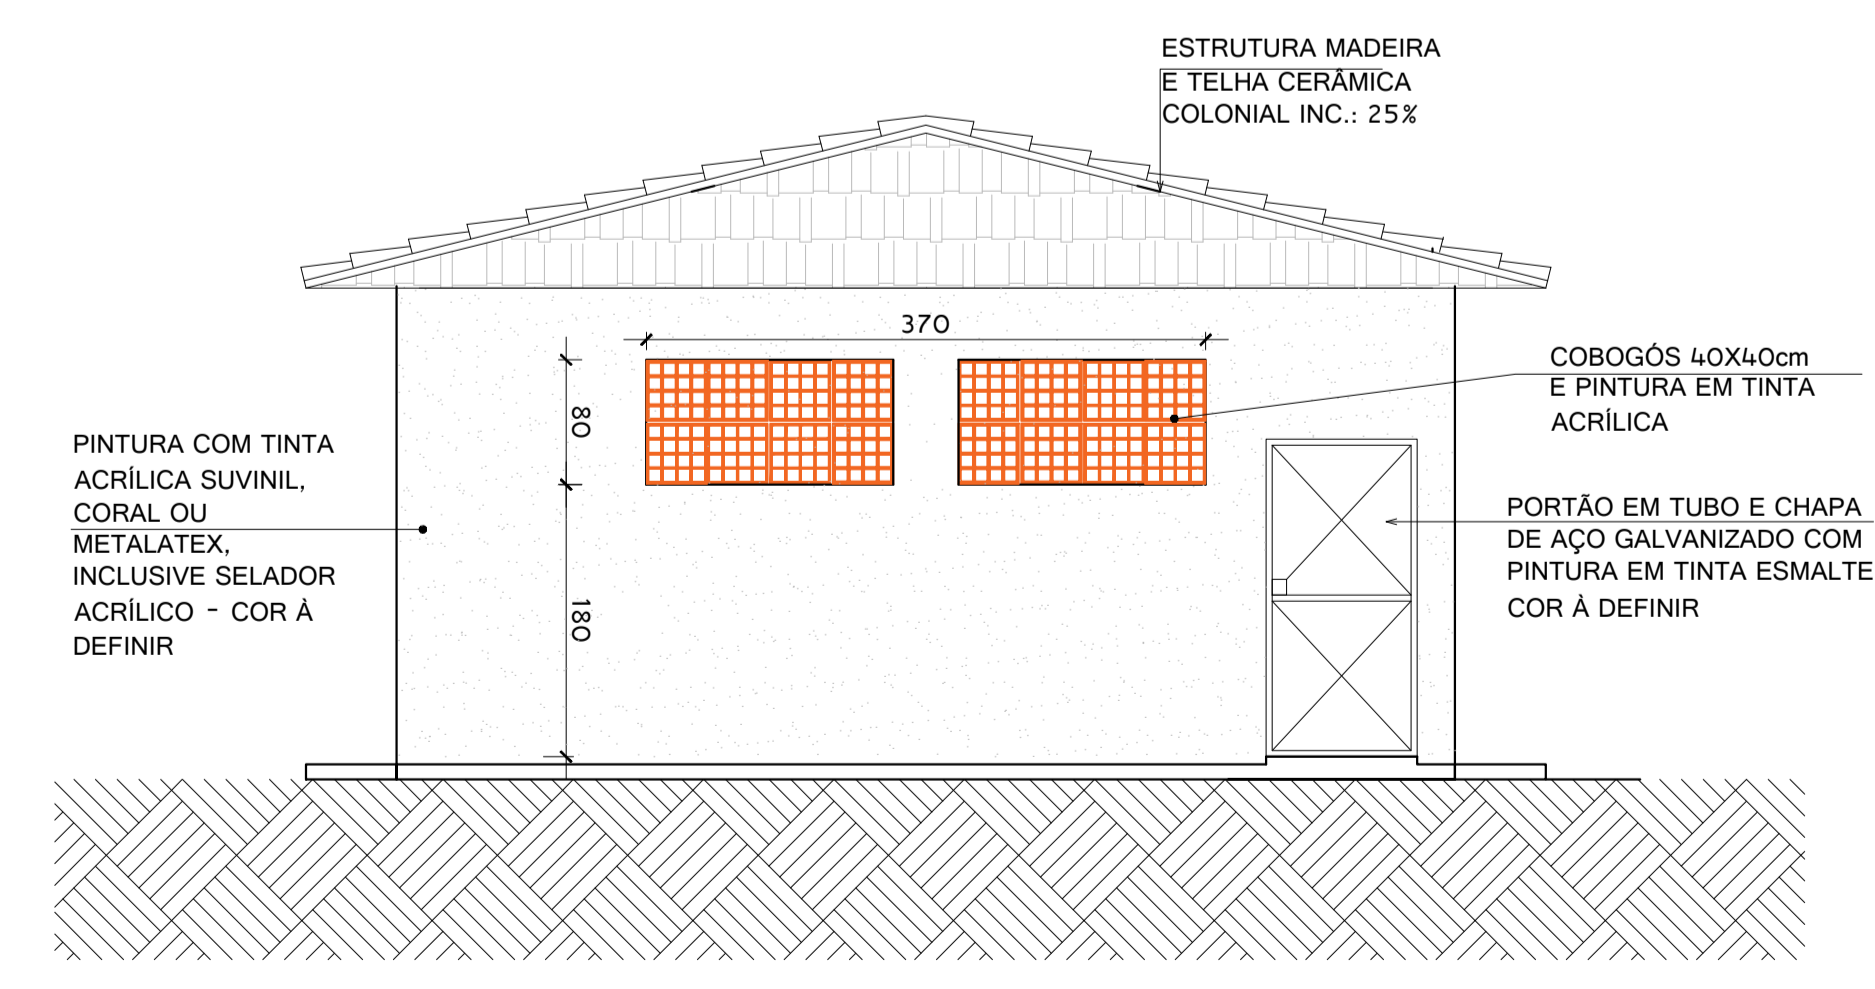 ESTRUTURA MADEIRA
E TELHA CERÂMICA
COLONIAL INC.: 25%
370
80
180
COBOGÓS 40X40cm
E PINTURA EM TINTA
ACRÍLICA
PINTURA COM TINTA
ACRÍLICA SUVINIL,
CORAL OU
METALATEX,
INCLUSIVE SELADOR
ACRÍLICO - COR À
DEFINIR
PORTÃO EM TUBO E CHAPA
DE AÇO GALVANIZADO COM
PINTURA EM TINTA ESMALTE
COR À DEFINIR